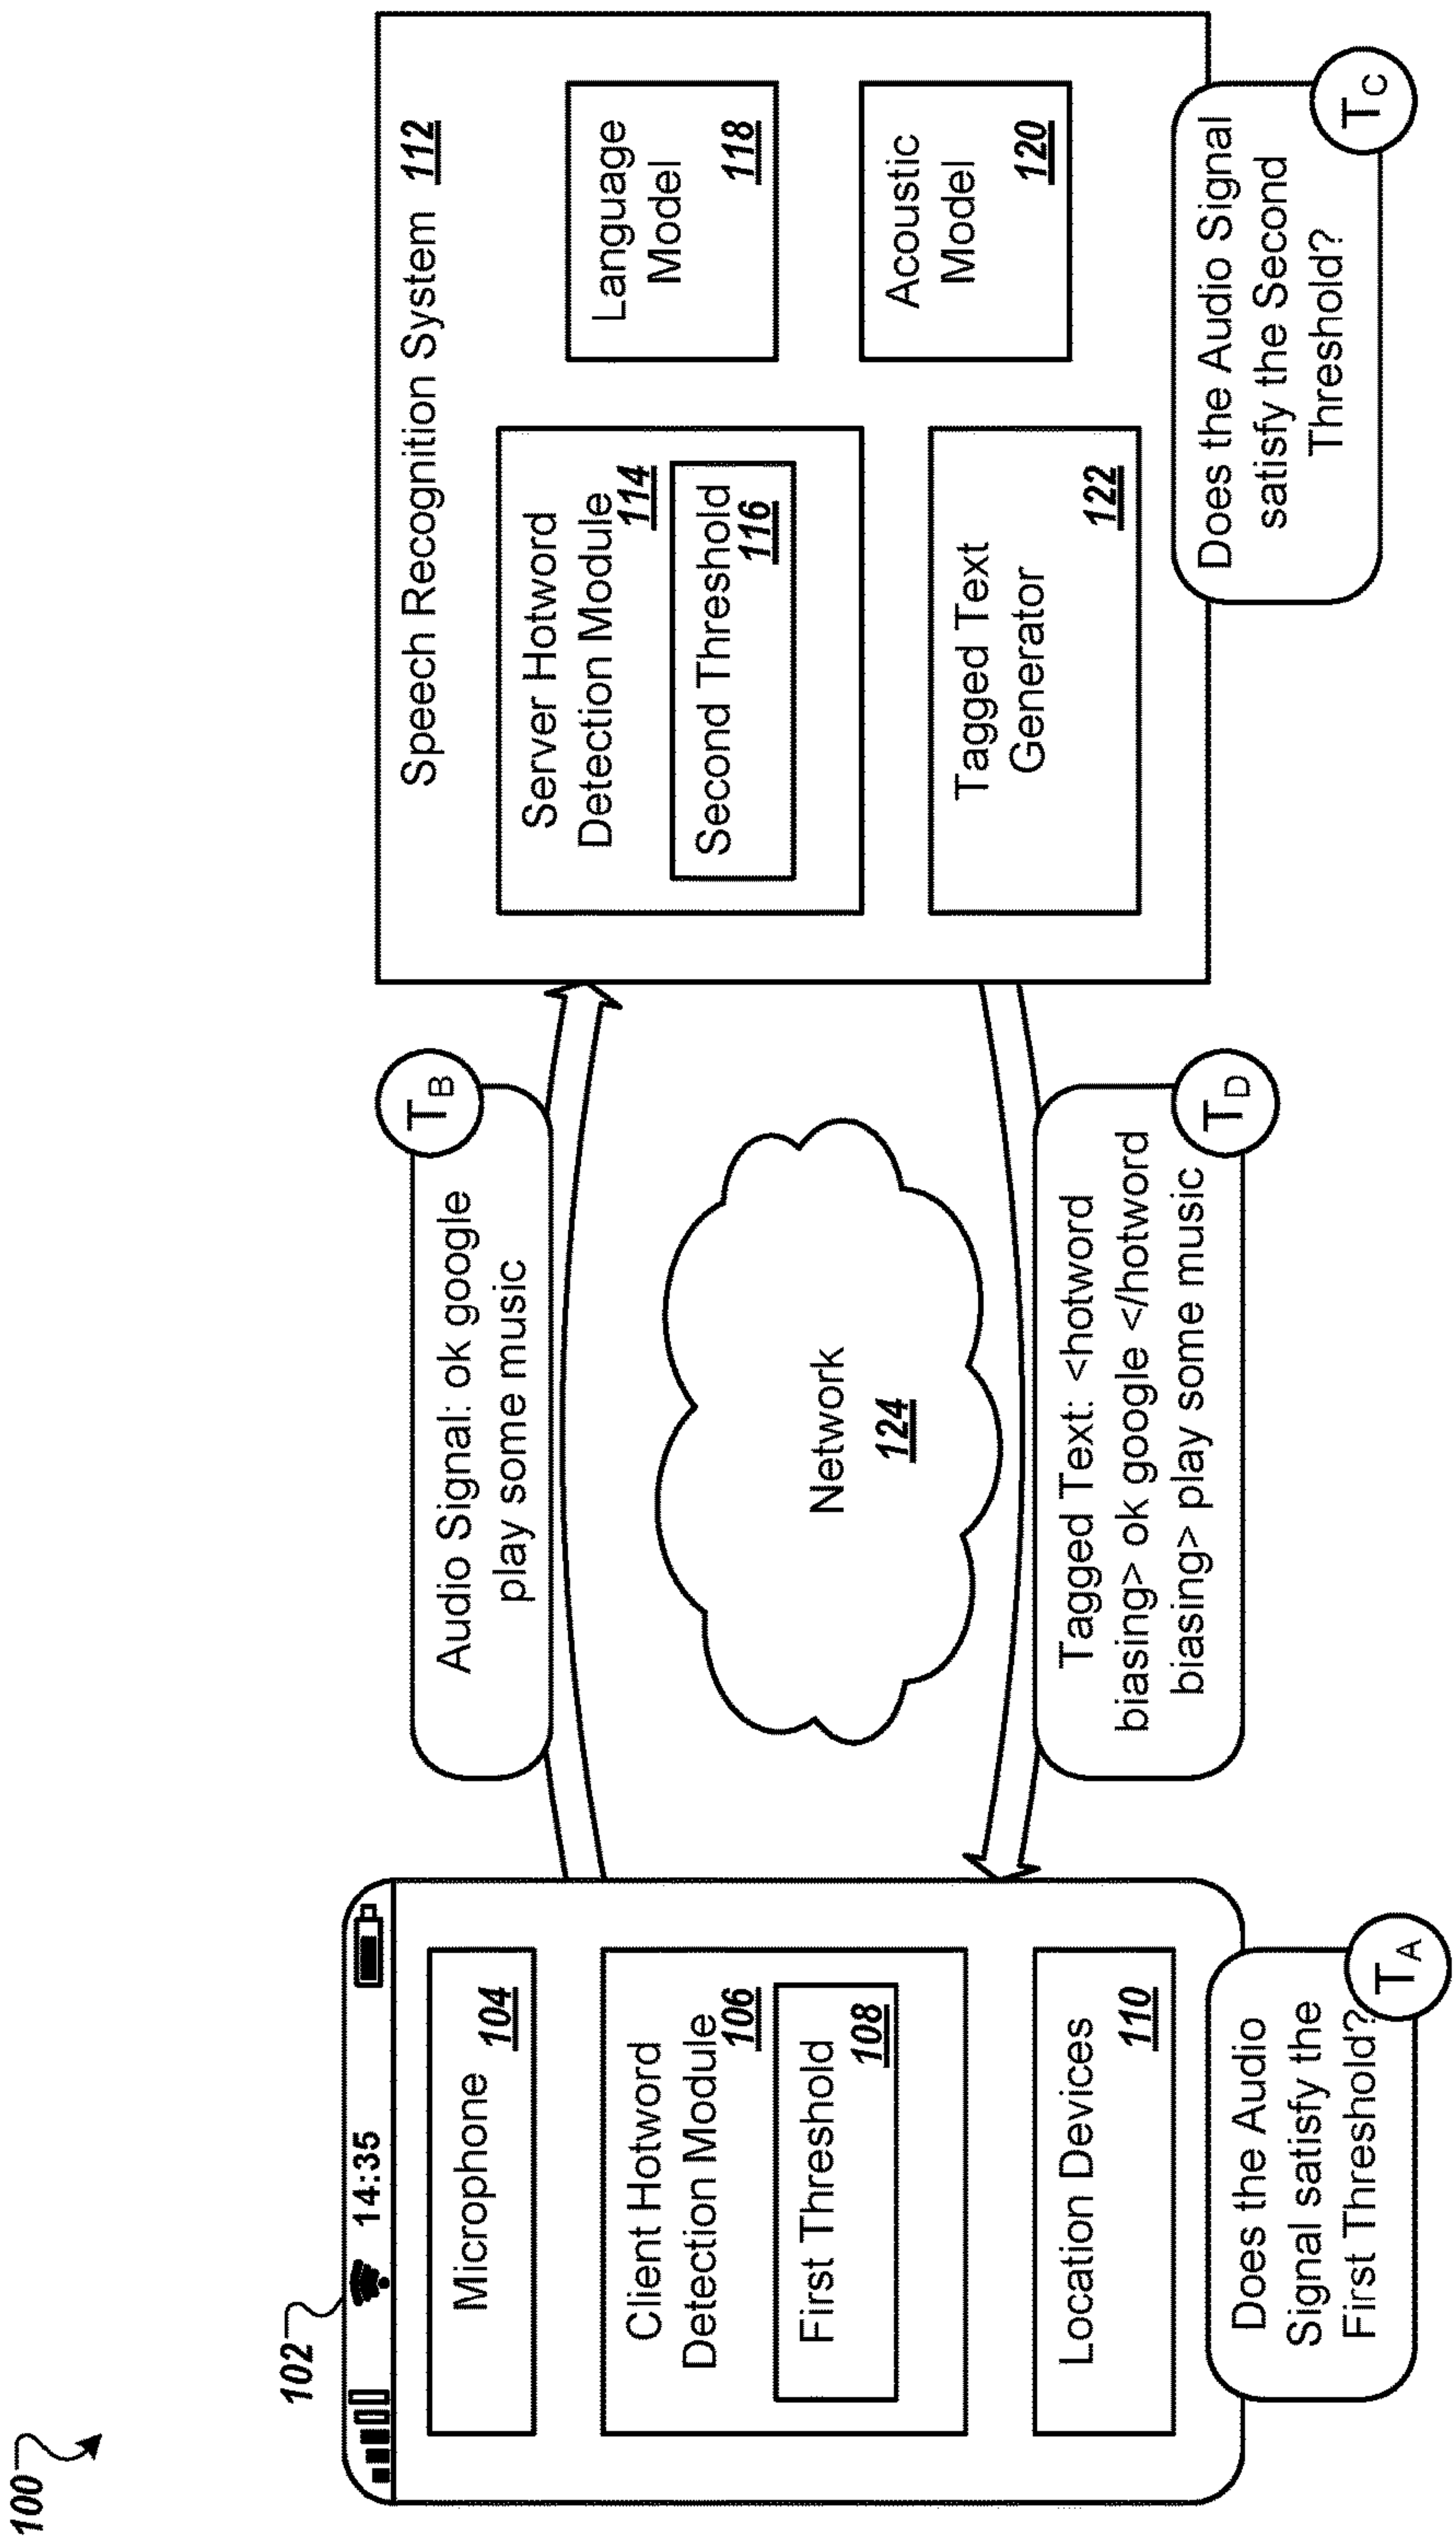 100
102
14:35
Microphone
104
Client Hotword
Detection Module
106
First Threshold
108
Location Devices
110
Does the Audio
Signal satisfy the
First Threshold?
TA
Audio Signal: ok google
play some music
TB
Network
124
Tagged Text: <hotword
biasing> ok google </hotword
biasing> play some music
TD
Speech Recognition System 112
Server Hotword
Detection Module
114
Second Threshold
116
Language
Model
118
Tagged Text
Generator
122
Acoustic
Model
120
Does the Audio Signal
satisfy the Second
Threshold?
TC